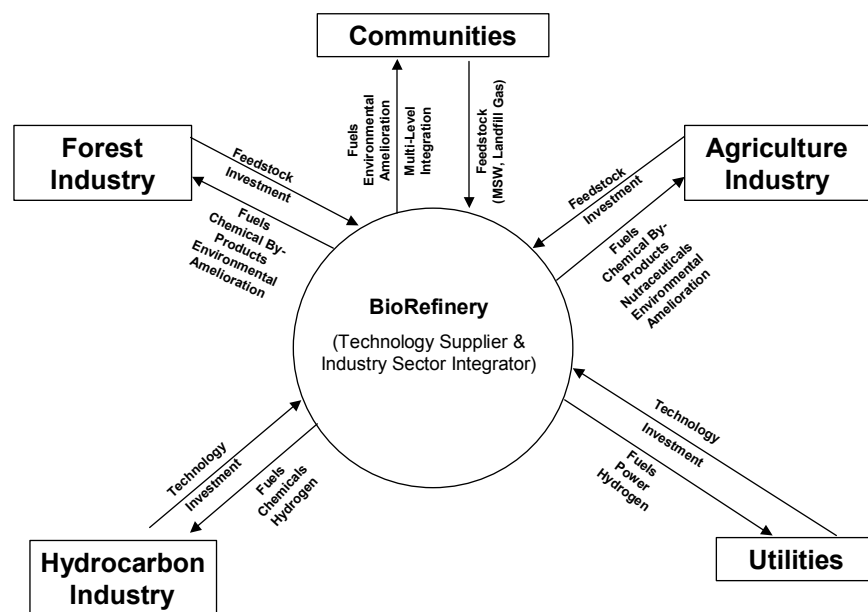 Communities
Fuels
Environmental
Amelioration
Multi-Level
Integration
Feedstock
(MSW, Landfill Gas)
Forest
Industry
Feedstock
Investment
Fuels
Chemical By-
Products
Environmental
Amelioration
Agriculture
Industry
Feedstock
Investment
Fuels
Chemical By-
Products
Nutraceuticals
Environmental
Amelioration
BioRefinery
(Technology Supplier &
Industry Sector Integrator)
Technology
Investment
Fuels
Chemicals
Hydrogen
Hydrocarbon
Industry
Technology
Investment
Fuels
Power
Hydrogen
Utilities